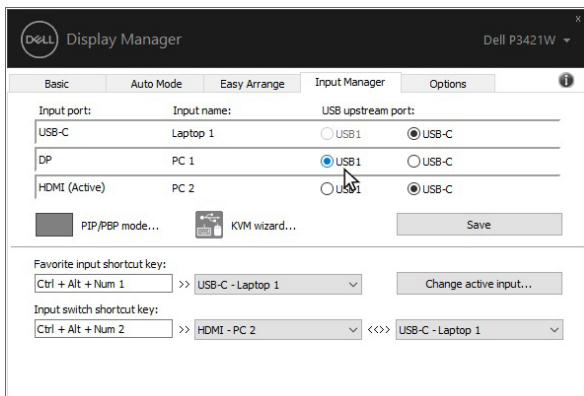 x
DELL Display Manager Dell P3421W
Basic Auto Mode Easy Arrange Input Manager Options i
Input port: Input name: USB upstream port:
USB-C Laptop 1 USB1 USB-C
DP PC 1 USB1 USB-C
HDMI (Active) PC 2 USB1 USB-C
PIP/PBP mode... KVM wizard... Save
Favorite input shortcut key:
Ctrl + Alt + Num 1 >> USB-C - Laptop 1 Change active input...
Input switch shortcut key:
Ctrl + Alt + Num 2 >> HDMI - PC 2 <<>> USB-C - Laptop 1